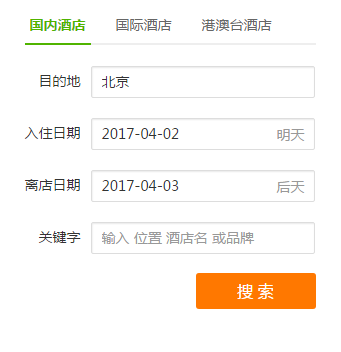 国内酒店 国际酒店 港澳台酒店
目的地 北京
入住日期 2017-04-02 明天
离店日期 2017-04-03 后天
关键字 输入 位置 酒店名 或品牌
搜 索